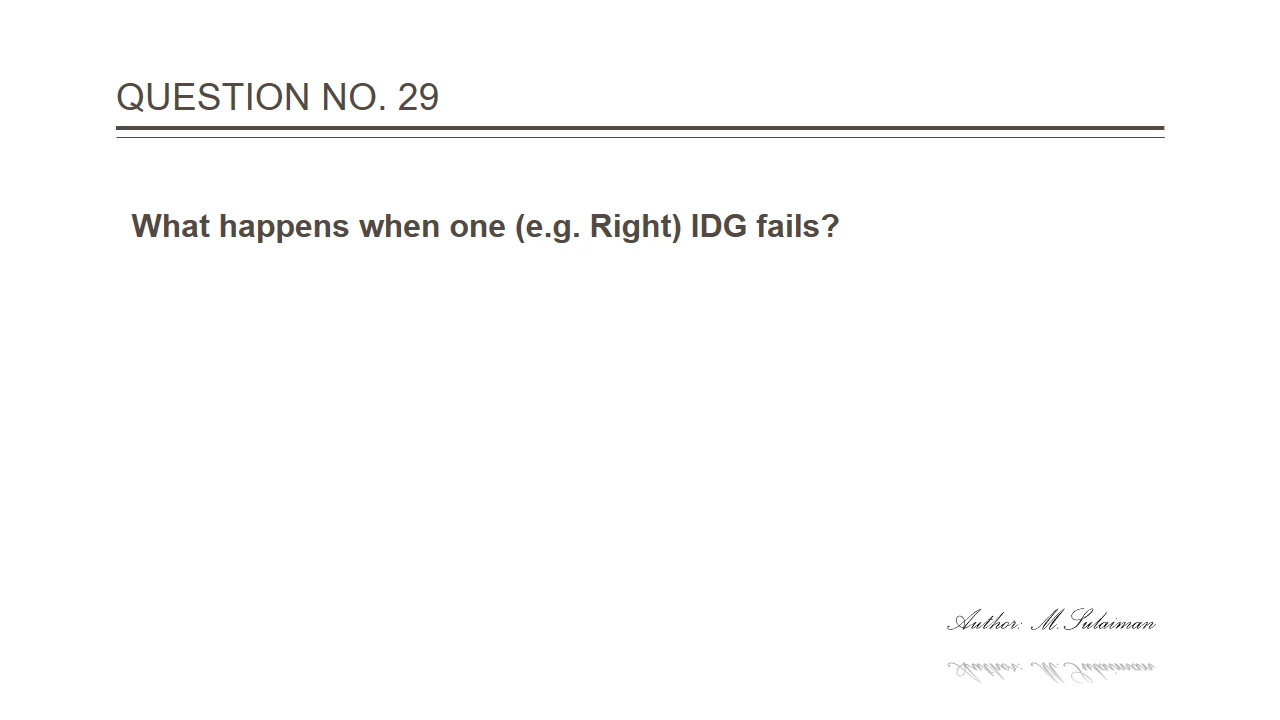 QUESTION NO. 29
What happens when one (e.g. Right) IDG fails?
Author: M.Sulaiman